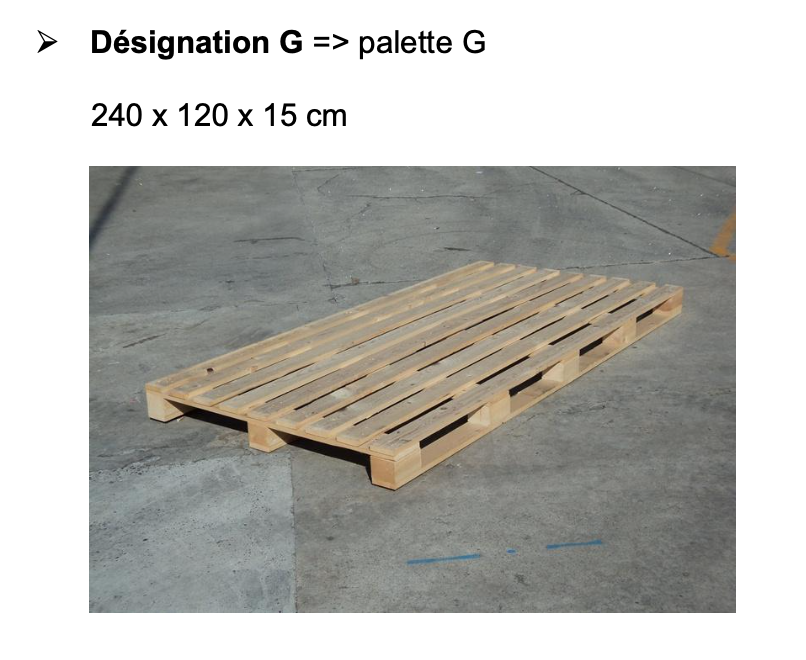 ➢ Désignation G => palette G
240 x 120 x 15 cm